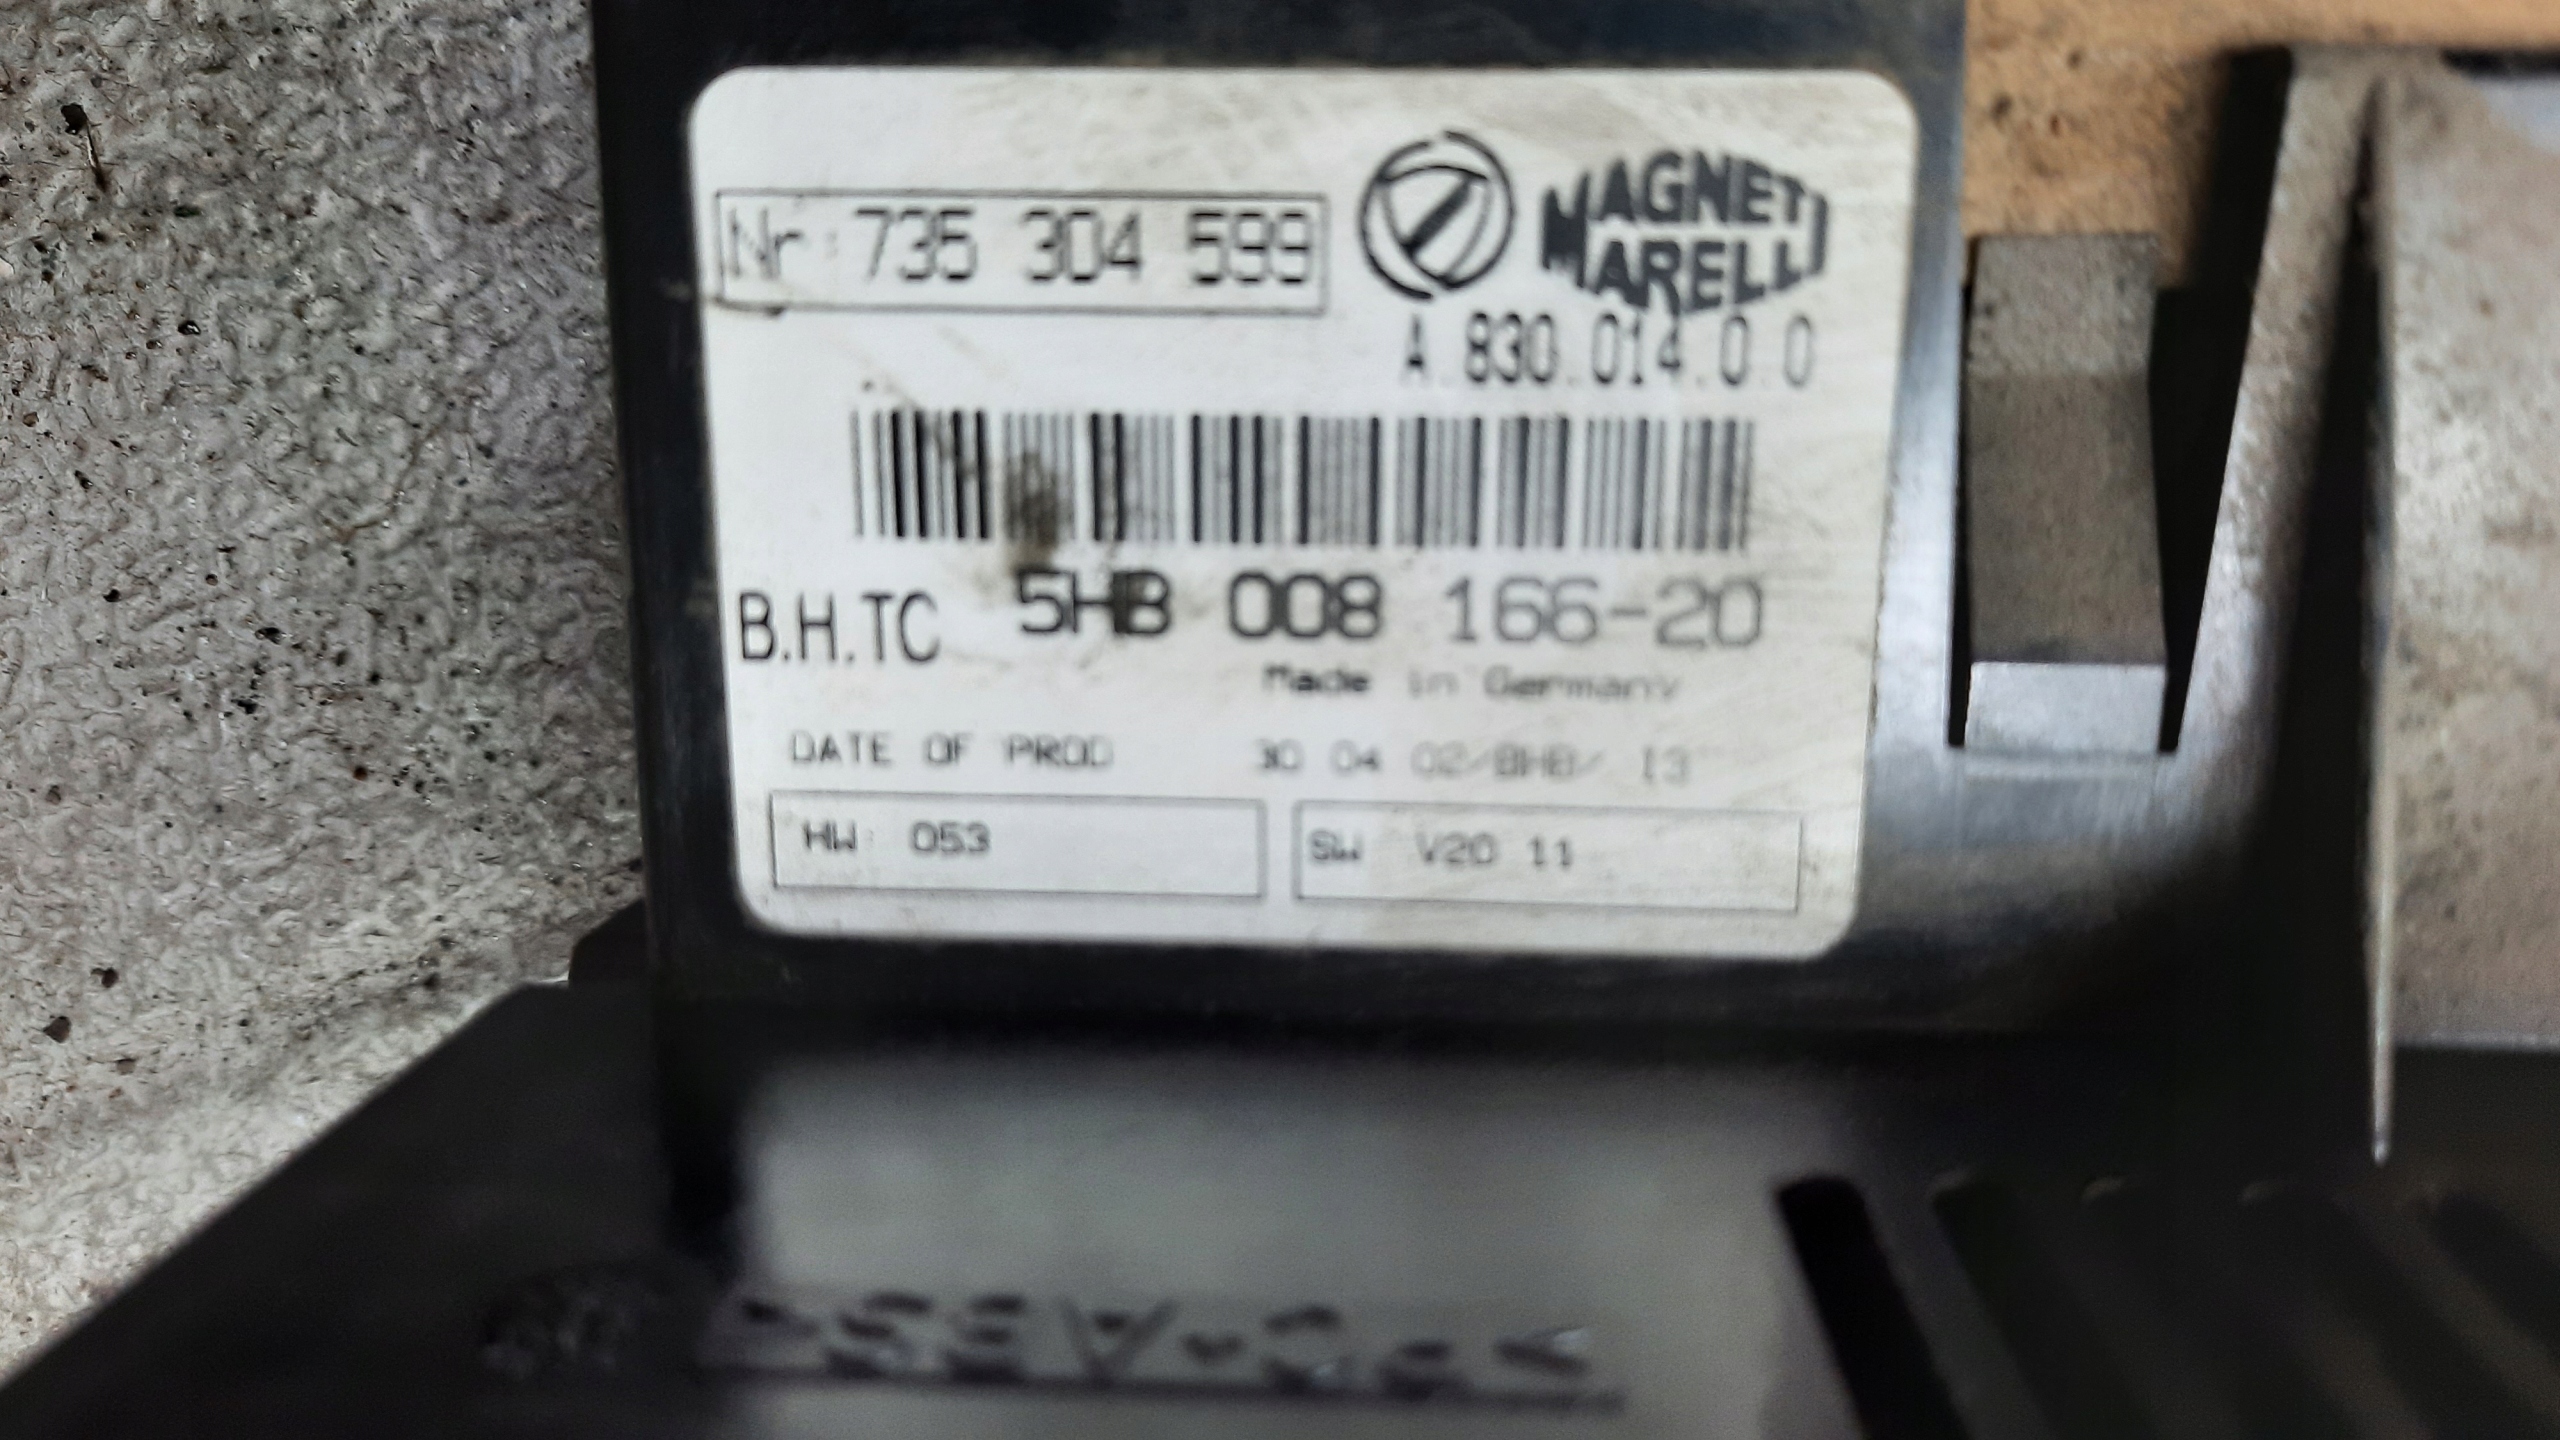 Nr: 735 304 599
MAGNETI
MARELLI
A.830.014.0 0
B.H.TC 5HB 008 166-20
Made in Germany
DATE OF PROD 30 04 02/BHB/ 13
HW: 053
SW V20 11